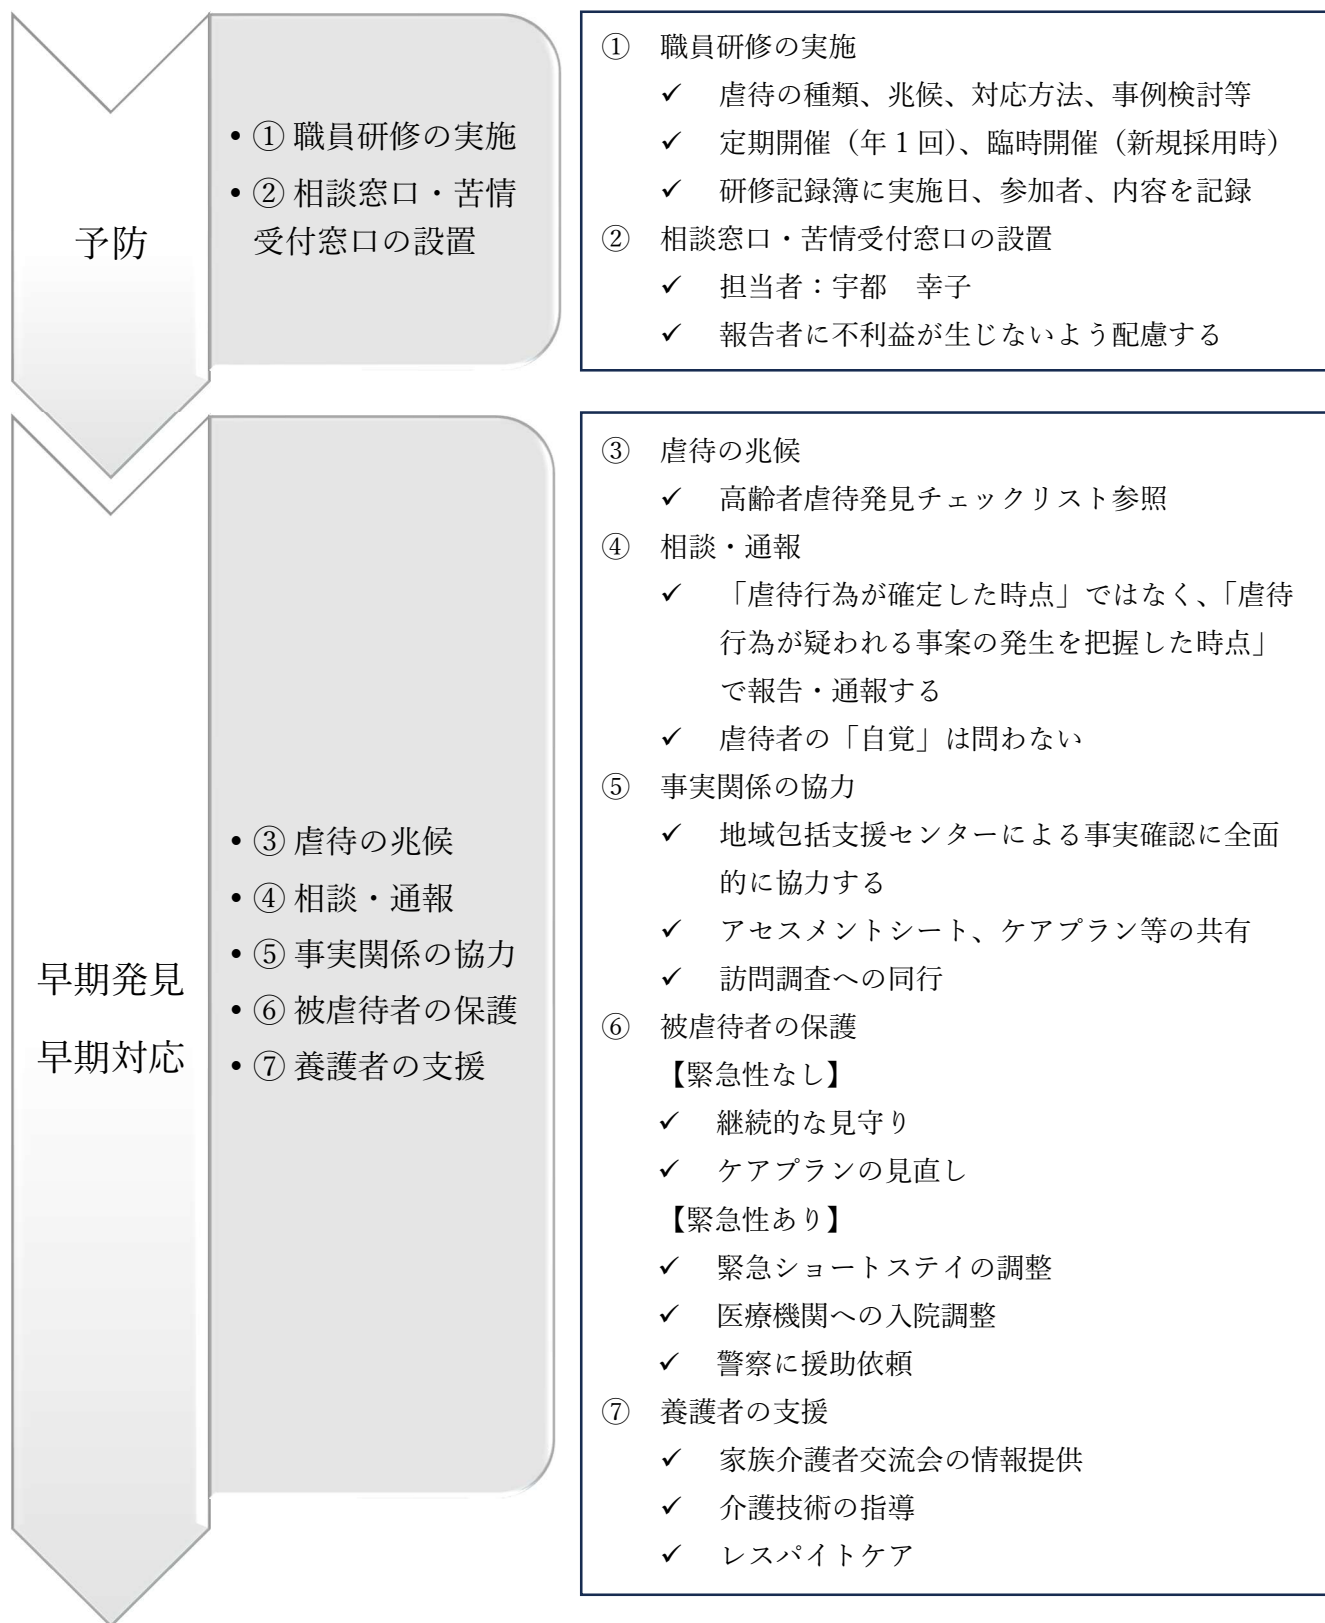 予防
• ① 職員研修の実施
• ② 相談窓口・苦情
受付窓口の設置
① 職員研修の実施
✓ 虐待の種類、兆候、対応方法、事例検討等
✓ 定期開催（年１回）、臨時開催（新規採用時）
✓ 研修記録簿に実施日、参加者、内容を記録
② 相談窓口・苦情受付窓口の設置
✓ 担当者：宇都　幸子
✓ 報告者に不利益が生じないよう配慮する
早期発見
早期対応
• ③ 虐待の兆候
• ④ 相談・通報
• ⑤ 事実関係の協力
• ⑥ 被虐待者の保護
• ⑦ 養護者の支援
③ 虐待の兆候
✓ 高齢者虐待発見チェックリスト参照
④ 相談・通報
✓ 「虐待行為が確定した時点」ではなく、「虐待
行為が疑われる事案の発生を把握した時点」
で報告・通報する
✓ 虐待者の「自覚」は問わない
⑤ 事実関係の協力
✓ 地域包括支援センターによる事実確認に全面
的に協力する
✓ アセスメントシート、ケアプラン等の共有
✓ 訪問調査への同行
⑥ 被虐待者の保護
【緊急性なし】
✓ 継続的な見守り
✓ ケアプランの見直し
【緊急性あり】
✓ 緊急ショートステイの調整
✓ 医療機関への入院調整
✓ 警察に援助依頼
⑦ 養護者の支援
✓ 家族介護者交流会の情報提供
✓ 介護技術の指導
✓ レスパイトケア